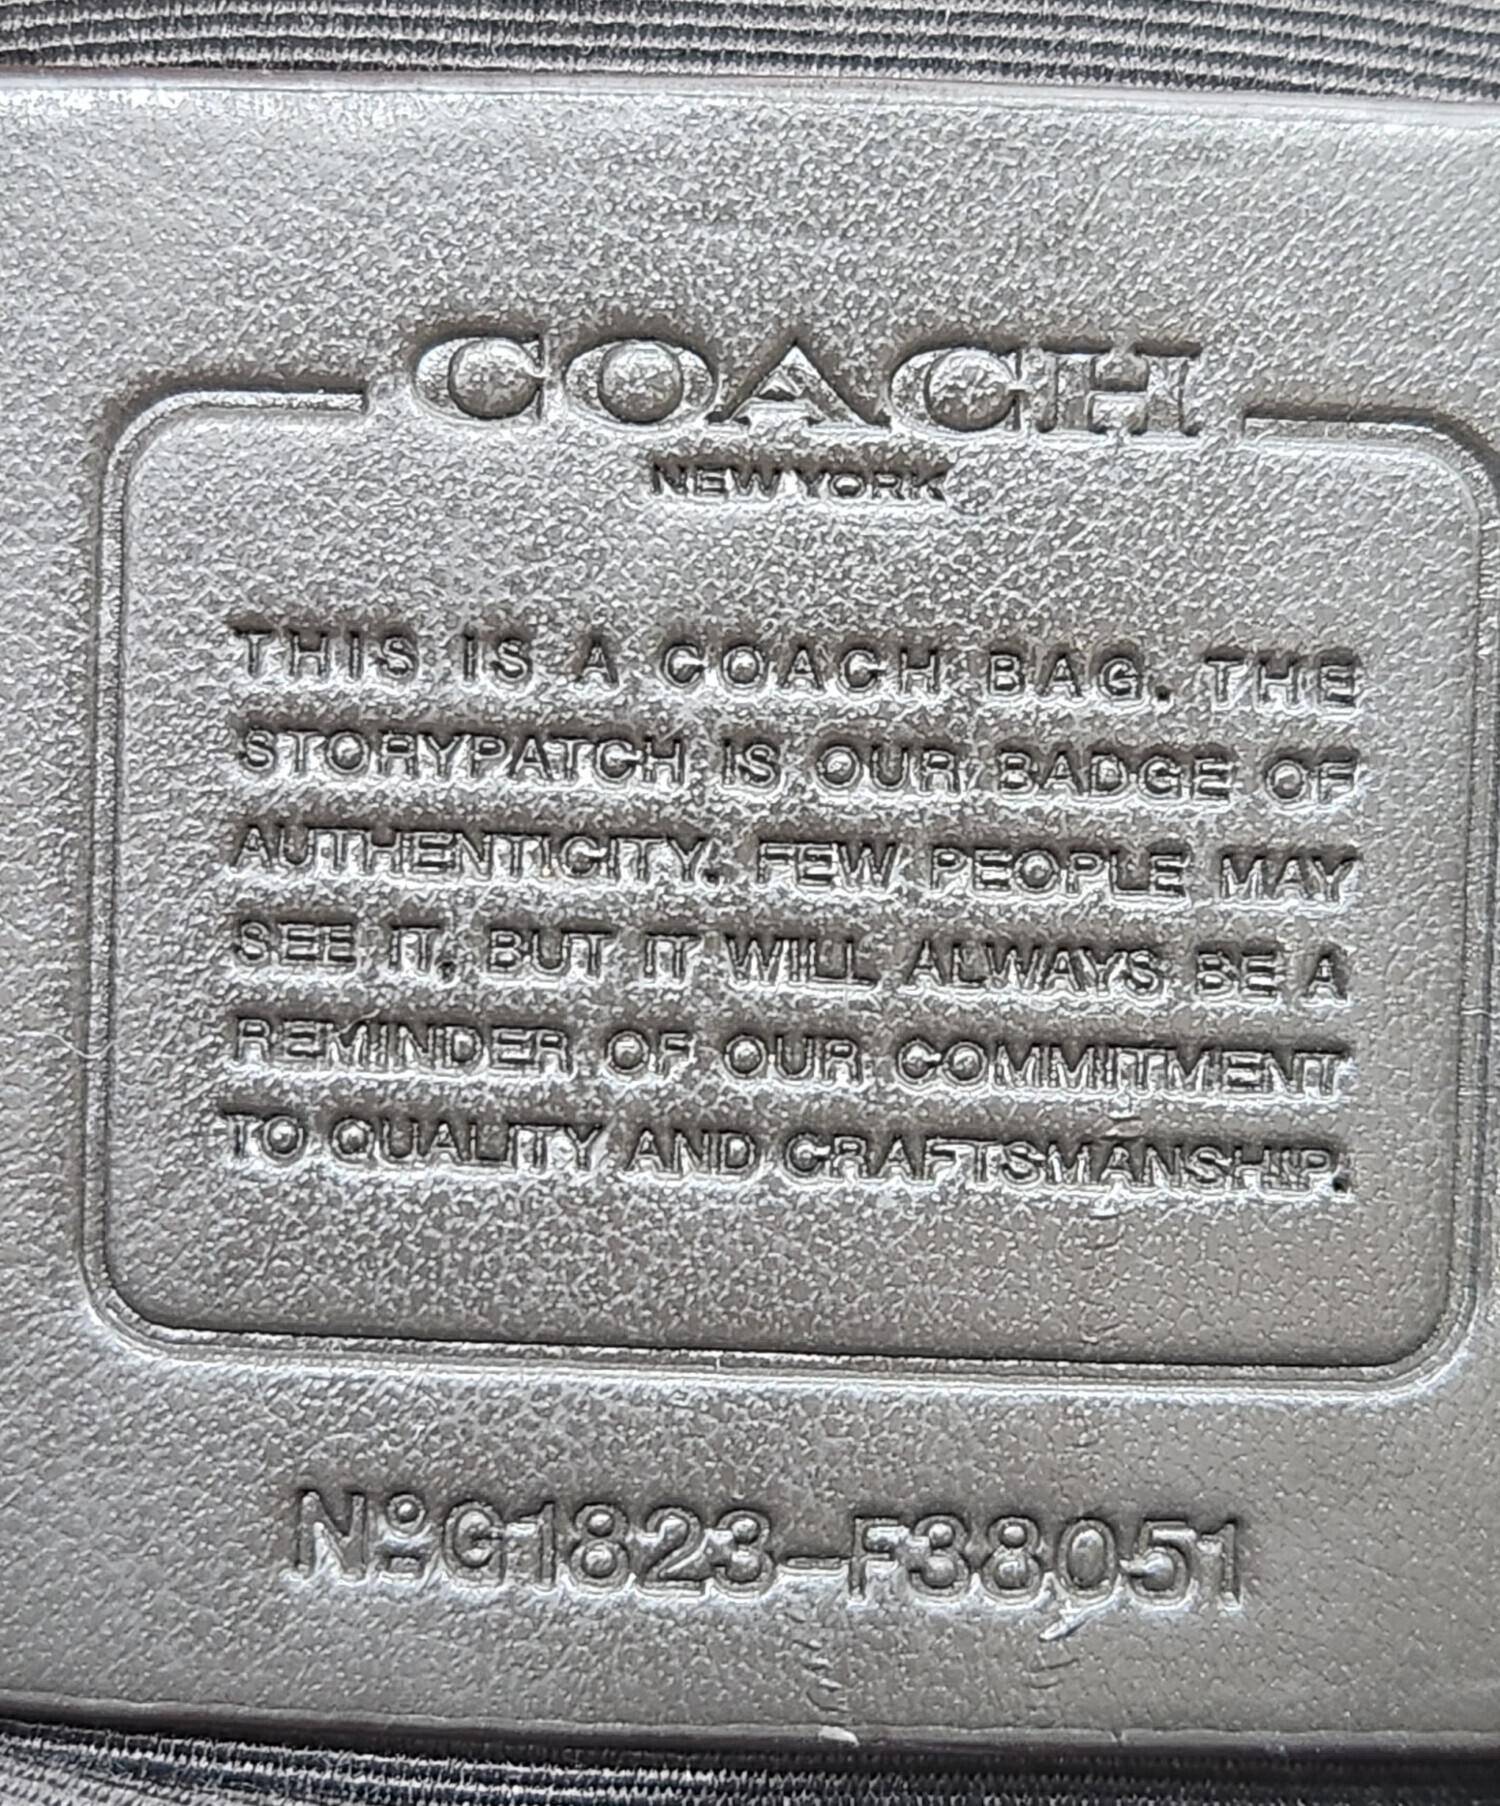 COACH
NEW YORK
THIS IS A COACH BAG. THE
STORYPATCH IS OUR BADGE OF
AUTHENTICITY. FEW PEOPLE MAY
SEE IT, BUT IT WILL ALWAYS BE A
REMINDER OF OUR COMMITMENT
TO QUALITY AND CRAFTSMANSHIP.
NºG1823-F38051